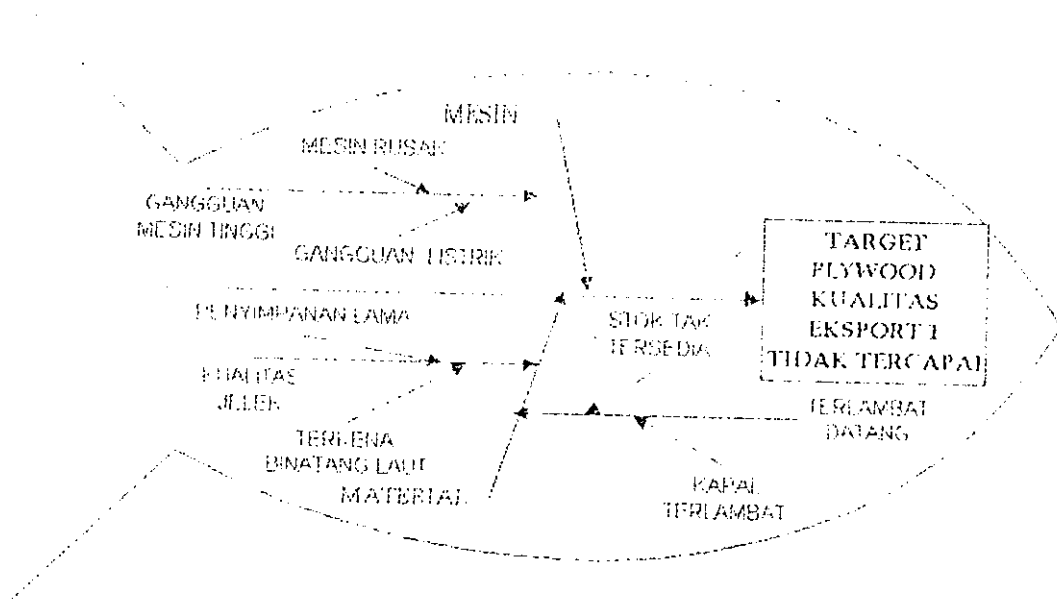 MESIN
MESIN RUSAK
GANGGUAN
MESIN TINGGI
GANGGUAN LISTRIK
PENYIMPANAN LAMA
KUALITAS
JELEK
TERKENA
BINATANG LAUT
MATERIAL
STOK TAK
TERSEDIA
TARGET
PLYWOOD
KUALITAS
EKSPORT 1
TIDAK TERCAPAI
TERLAMBAT
DATANG
KAPAL
TERLAMBAT